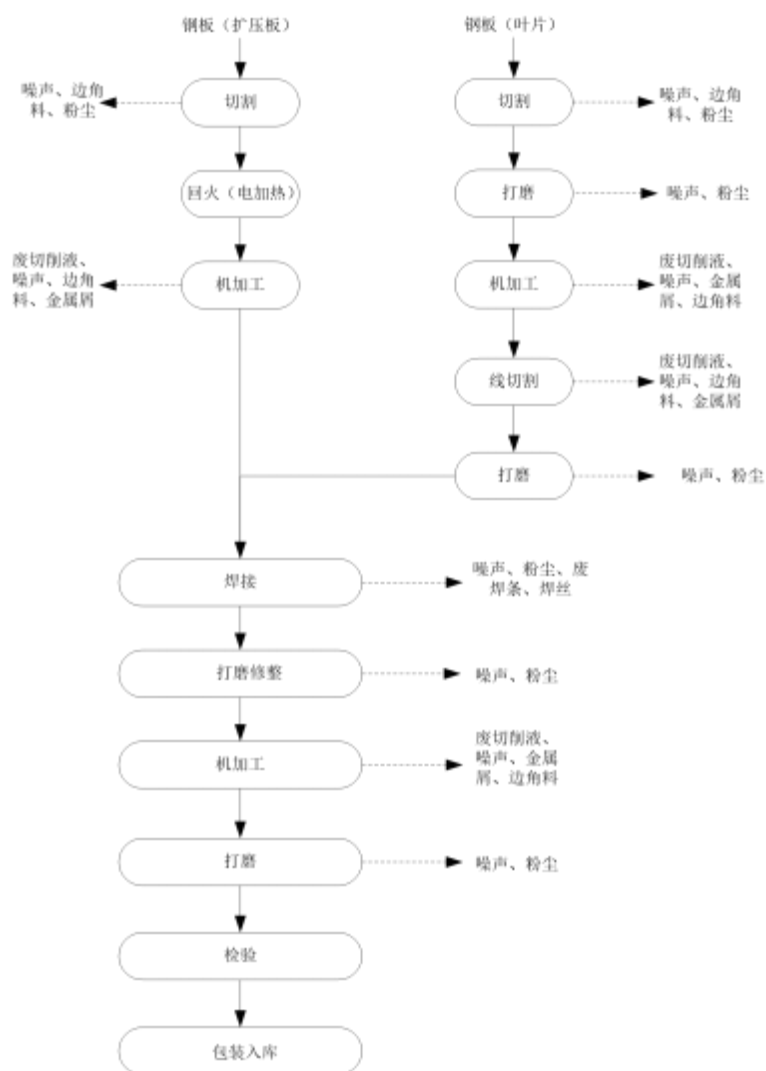 钢板（扩压板）
钢板（叶片）
噪声、边角
料、粉尘
切割
切割
噪声、边角
料、粉尘
回火（电加热）
打磨
噪声、粉尘
废切削液、
噪声、边角
料、金属屑
机加工
机加工
废切削液、
噪声、金属
屑、边角料
线切割
废切削液、
噪声、边角
料、金属屑
打磨
噪声、粉尘
焊接
噪声、粉尘、废
焊条、焊丝
打磨修整
噪声、粉尘
机加工
废切削液、
噪声、金属
屑、边角料
打磨
噪声、粉尘
检验
包装入库